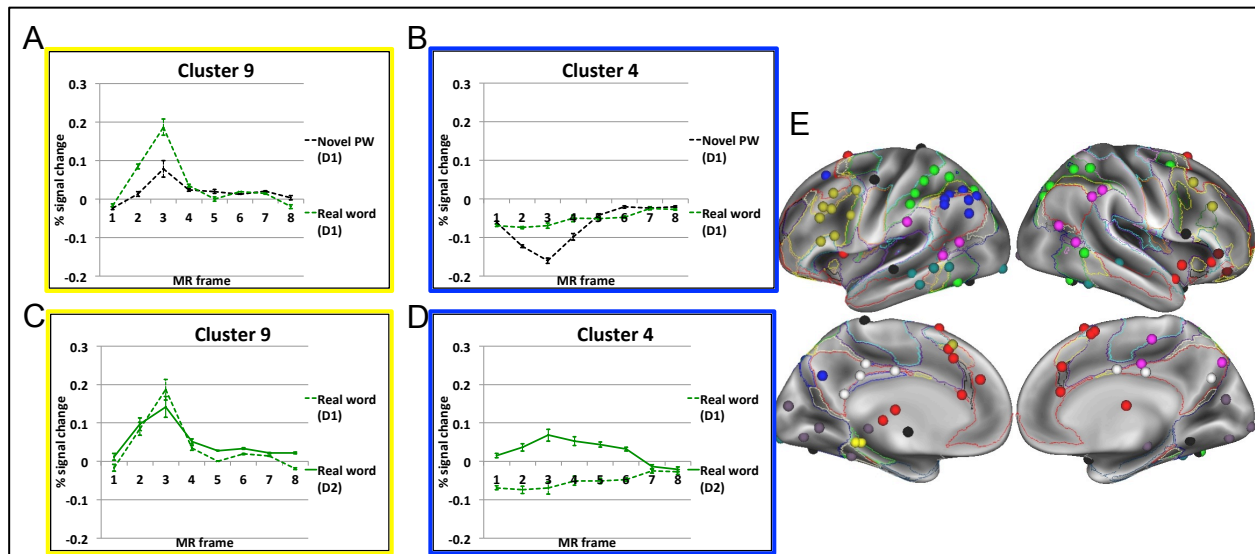 A
Cluster 9
0.3
0.2
0.1
0
-0.1
-0.2
% signal change
1 2 3 4 5 6 7 8
MR frame
Novel PW
(D1)
Real word
(D1)
B
Cluster 4
0.3
0.2
0.1
0
-0.1
-0.2
% signal change
1 2 3 4 5 6 7 8
MR frame
Novel PW
(D1)
Real word
(D1)
C
Cluster 9
0.3
0.2
0.1
0
-0.1
-0.2
% signal change
1 2 3 4 5 6 7 8
MR frame
Real word
(D1)
Real word
(D2)
D
Cluster 4
0.3
0.2
0.1
0
-0.1
-0.2
% signal change
1 2 3 4 5 6 7 8
MR frame
Real word
(D1)
Real word
(D2)
E